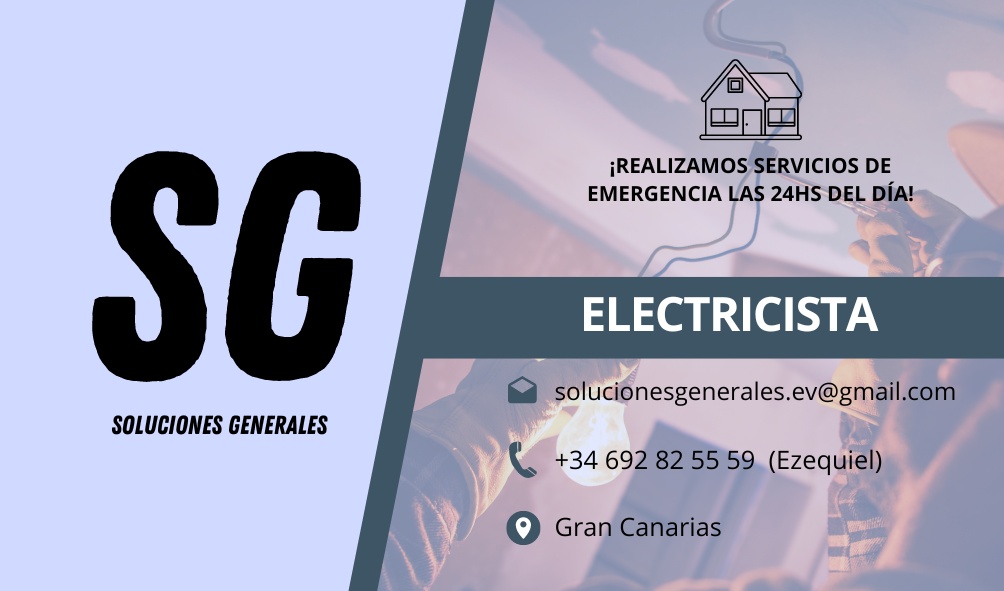 SG
SOLUCIONES GENERALES
¡REALIZAMOS SERVICIOS DE
EMERGENCIA LAS 24HS DEL DÍA!
ELECTRICISTA
solucionesgenerales.ev@gmail.com
+34 692 82 55 59 (Ezequiel)
Gran Canarias